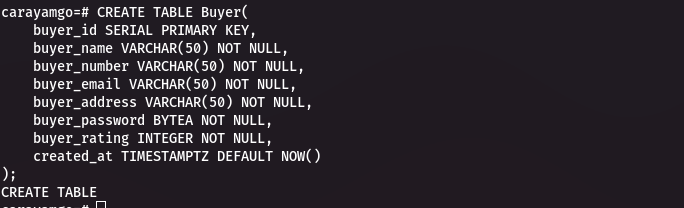 carayamgo=# CREATE TABLE Buyer(
    buyer_id SERIAL PRIMARY KEY,
    buyer_name VARCHAR(50) NOT NULL,
    buyer_number VARCHAR(50) NOT NULL,
    buyer_email VARCHAR(50) NOT NULL,
    buyer_address VARCHAR(50) NOT NULL,
    buyer_password BYTEA NOT NULL,
    buyer_rating INTEGER NOT NULL,
    created_at TIMESTAMPTZ DEFAULT NOW()
);
CREATE TABLE
carayamgo=#